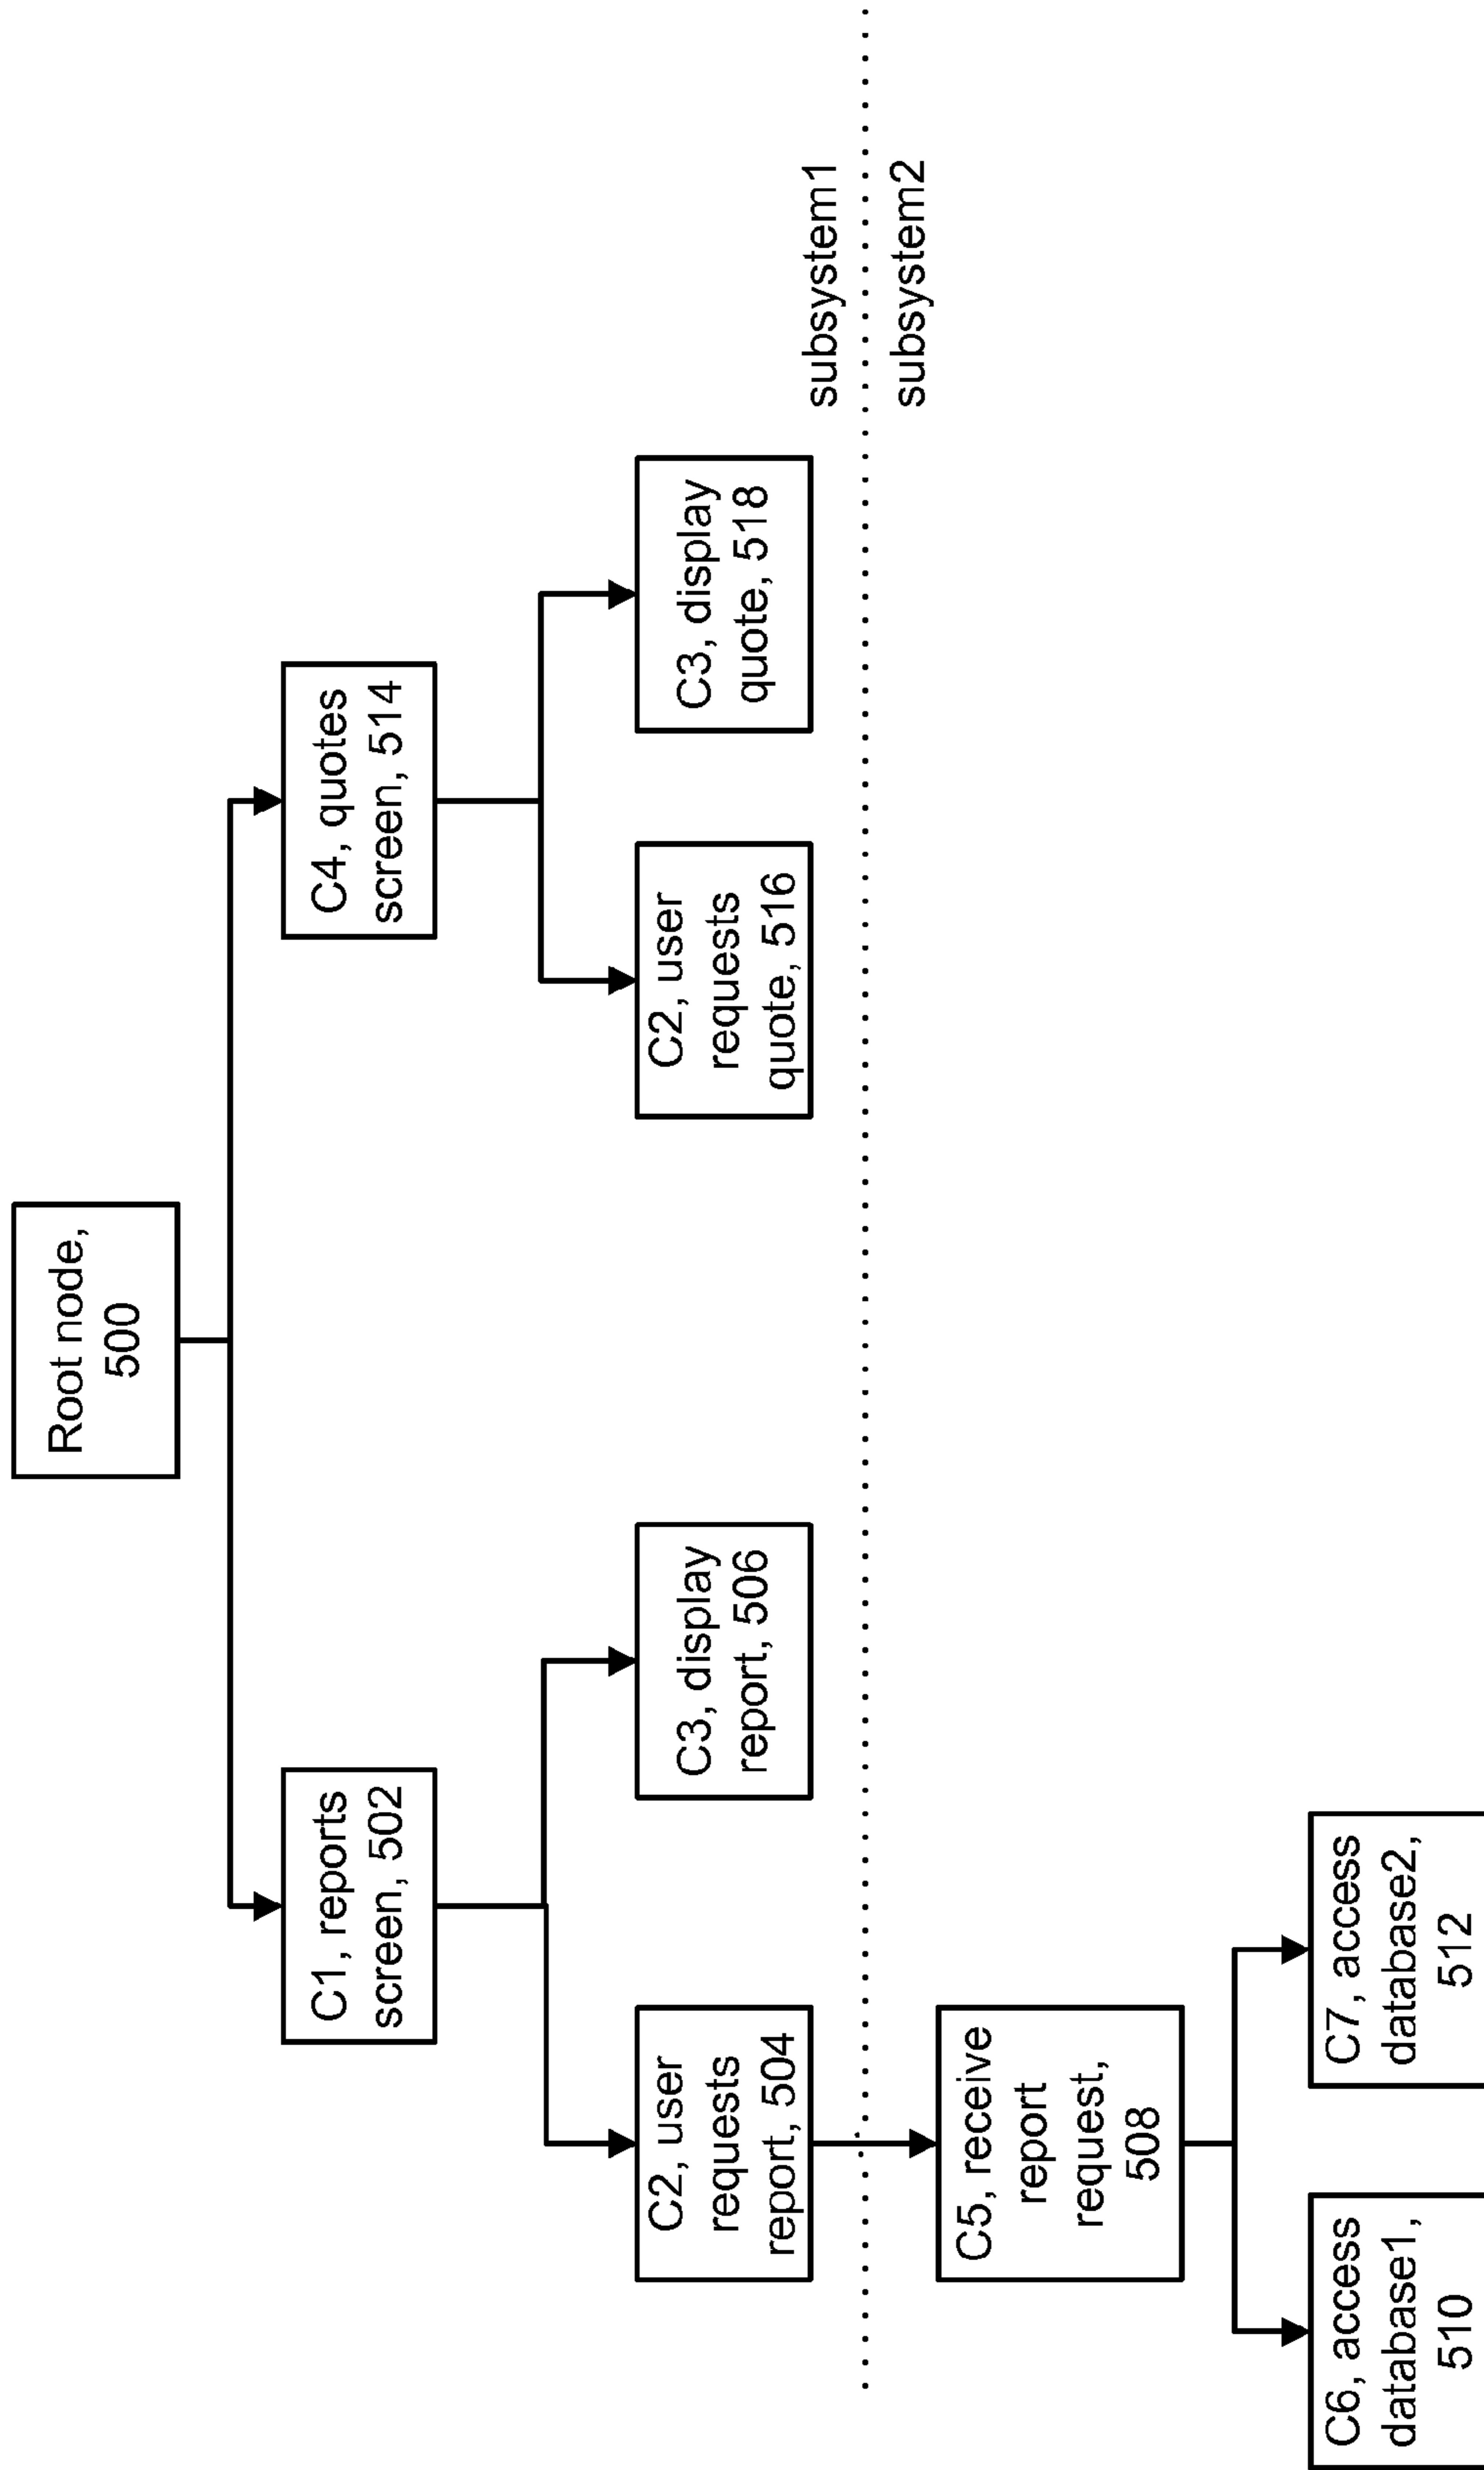 Root node,
500
C1, reports
screen, 502
C4, quotes
screen, 514
C2, user
requests
report, 504
C3, display
report, 506
C2, user
requests
quote, 516
C3, display
quote, 518
subsystem1
subsystem2
C5, receive
report
request,
508
C6, access
database1,
510
C7, access
database2,
512